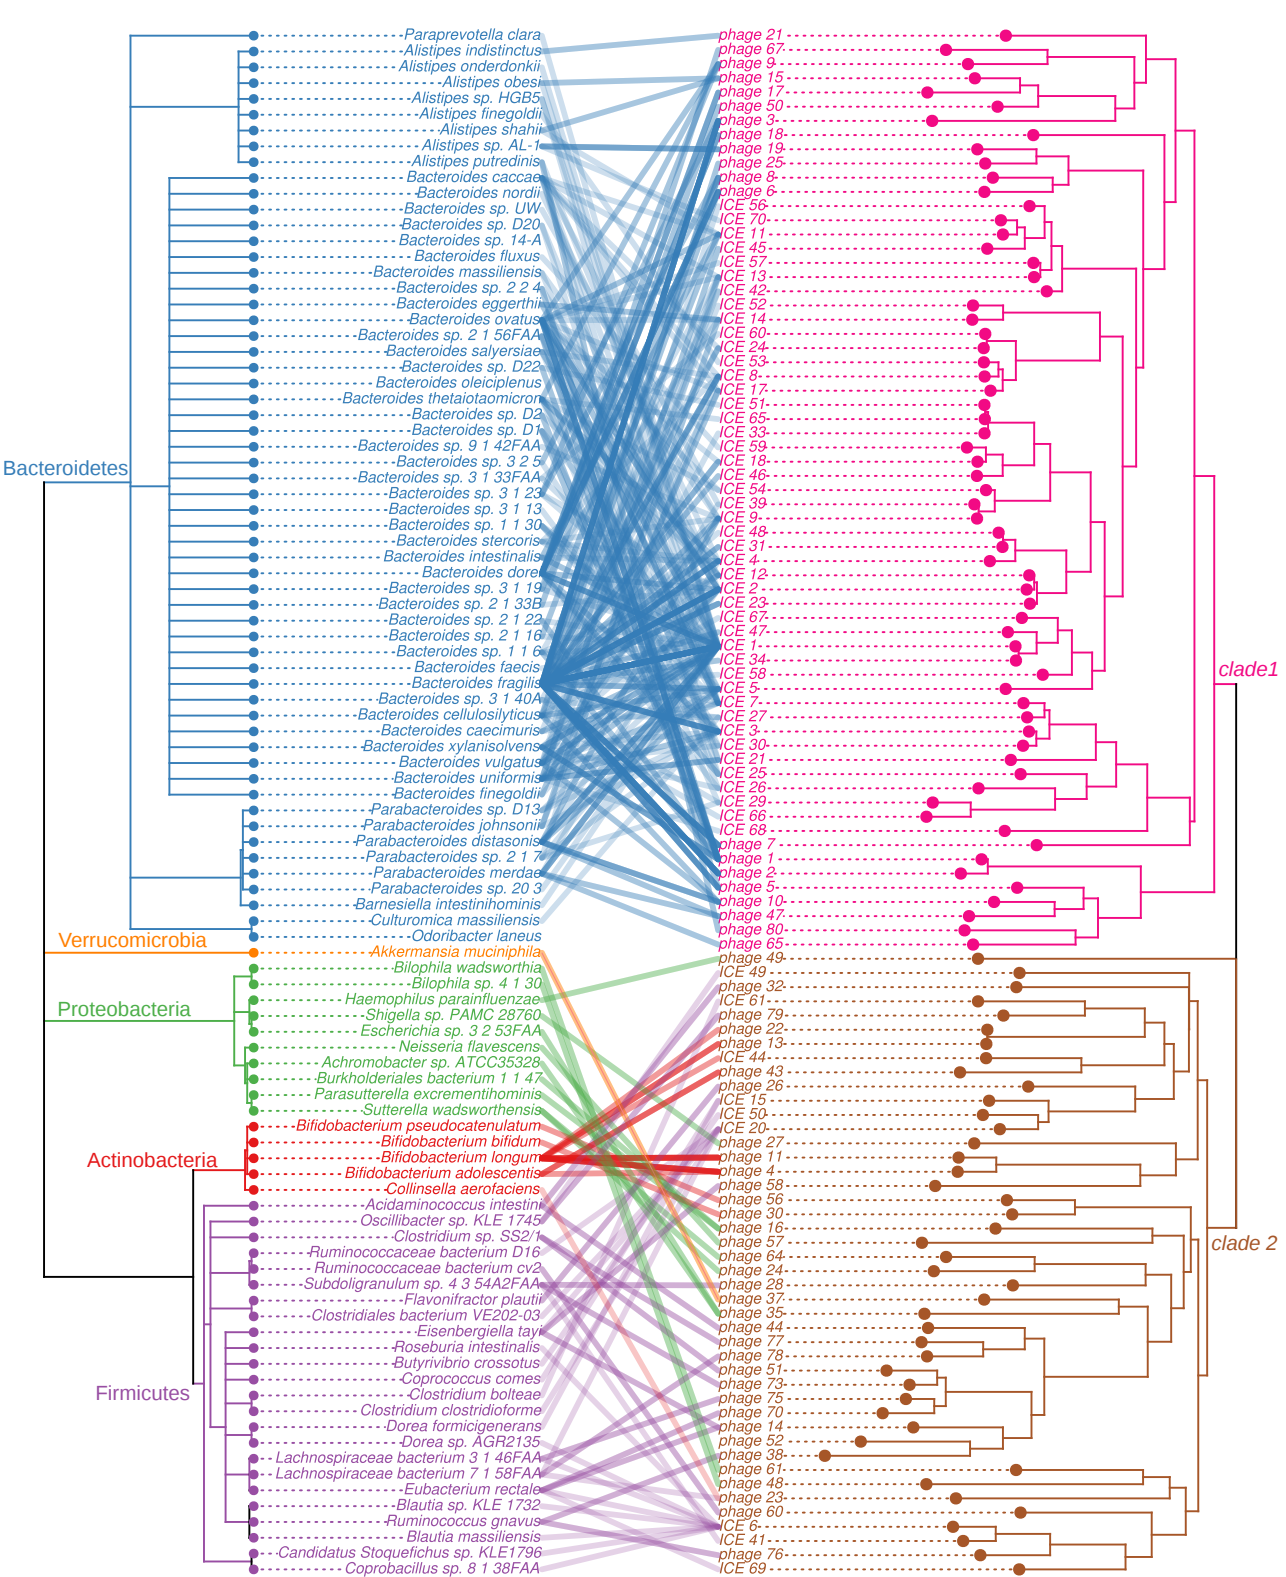 Paraprevotella clara
Alistipes indistinctus
Alistipes onderdonkii
Alistipes obesi
Alistipes sp. HGB5
Alistipes finegoldii
Alistipes shahii
Alistipes sp. AL-1
Alistipes putredinis
Bacteroides caccae
Bacteroides nordii
Bacteroides sp. UW
Bacteroides sp. D20
Bacteroides sp. 14-A
Bacteroides fluxus
Bacteroides massiliensis
Bacteroides sp. 2 2 4
Bacteroides eggerthii
Bacteroides ovatus
Bacteroides sp. 2 1 56FAA
Bacteroides salyersiae
Bacteroides sp. D22
Bacteroides oleiciplenus
Bacteroides thetaiotaomicron
Bacteroides sp. D2
Bacteroides sp. D1
Bacteroides sp. 9 1 42FAA
Bacteroides sp. 3 2 5
Bacteroides sp. 3 1 33FAA
Bacteroides sp. 3 1 23
Bacteroides sp. 3 1 13
Bacteroides sp. 1 1 30
Bacteroides stercoris
Bacteroides intestinalis
Bacteroides dorei
Bacteroides sp. 3 1 19
Bacteroides sp. 2 1 33B
Bacteroides sp. 2 1 22
Bacteroides sp. 2 1 16
Bacteroides sp. 1 1 6
Bacteroides faecis
Bacteroides fragilis
Bacteroides sp. 3 1 40A
Bacteroides cellulosilyticus
Bacteroides caecimuris
Bacteroides xylanisolvens
Bacteroides vulgatus
Bacteroides uniformis
Bacteroides finegoldii
Parabacteroides sp. D13
Parabacteroides johnsonii
Parabacteroides distasonis
Parabacteroides sp. 2 1 7
Parabacteroides merdae
Parabacteroides sp. 20 3
Barnesiella intestinihominis
Culturomica massiliensis
Odoribacter laneus
Akkermansia muciniphila
Bilophila wadsworthia
Bilophila sp. 4 1 30
Haemophilus parainfluenzae
Shigella sp. PAMC 28760
Escherichia sp. 3 2 53FAA
Neisseria flavescens
Achromobacter sp. ATCC35328
Burkholderiales bacterium 1 1 47
Parasutterella excrementihominis
Sutterella wadsworthensis
Bifidobacterium pseudocatenulatum
Bifidobacterium bifidum
Bifidobacterium longum
Bifidobacterium adolescentis
Collinsella aerofaciens
Acidaminococcus intestini
Oscillibacter sp. KLE 1745
Clostridium sp. SS2/1
Ruminococcaceae bacterium D16
Ruminococcaceae bacterium cv2
Subdoligranulum sp. 4 3 54A2FAA
Flavonifractor plautii
Clostridiales bacterium VE202-03
Eisenbergiella tayi
Roseburia intestinalis
Butyrivibrio crossotus
Coprococcus comes
Clostridium bolteae
Clostridium clostridioforme
Dorea formicigenerans
Dorea sp. AGR2135
Lachnospiraceae bacterium 3 1 46FAA
Lachnospiraceae bacterium 7 1 58FAA
Eubacterium rectale
Blautia sp. KLE 1732
Ruminococcus gnavus
Blautia massiliensis
Candidatus Stoquefichus sp. KLE1796
Coprobacillus sp. 8 1 38FAA
Bacteroidetes
Verrucomicrobia
Proteobacteria
Actinobacteria
Firmicutes
phage 21
phage 67
phage 9
phage 15
phage 17
phage 50
phage 3
phage 18
phage 19
phage 25
phage 8
phage 6
ICE 56
ICE 70
ICE 11
ICE 45
ICE 57
ICE 13
ICE 42
ICE 52
ICE 14
ICE 60
ICE 24
ICE 53
ICE 8
ICE 17
ICE 51
ICE 65
ICE 33
ICE 59
ICE 18
ICE 46
ICE 54
ICE 39
ICE 9
ICE 48
ICE 31
ICE 4
ICE 12
ICE 2
ICE 23
ICE 67
ICE 47
ICE 1
ICE 34
ICE 58
ICE 5
ICE 7
ICE 27
ICE 3
ICE 30
ICE 21
ICE 25
ICE 26
ICE 29
ICE 66
ICE 68
phage 7
phage 1
phage 2
phage 5
phage 10
phage 47
phage 80
phage 65
phage 49
ICE 49
phage 32
ICE 61
phage 79
phage 22
phage 13
ICE 44
phage 43
phage 26
ICE 15
ICE 50
ICE 20
phage 27
phage 11
phage 4
phage 58
phage 56
phage 30
phage 16
phage 57
phage 64
phage 24
phage 28
phage 37
phage 35
phage 44
phage 77
phage 78
phage 51
phage 73
phage 75
phage 70
phage 14
phage 52
phage 38
phage 61
phage 48
phage 23
phage 60
ICE 6
ICE 41
phage 76
ICE 69
clade1
clade 2